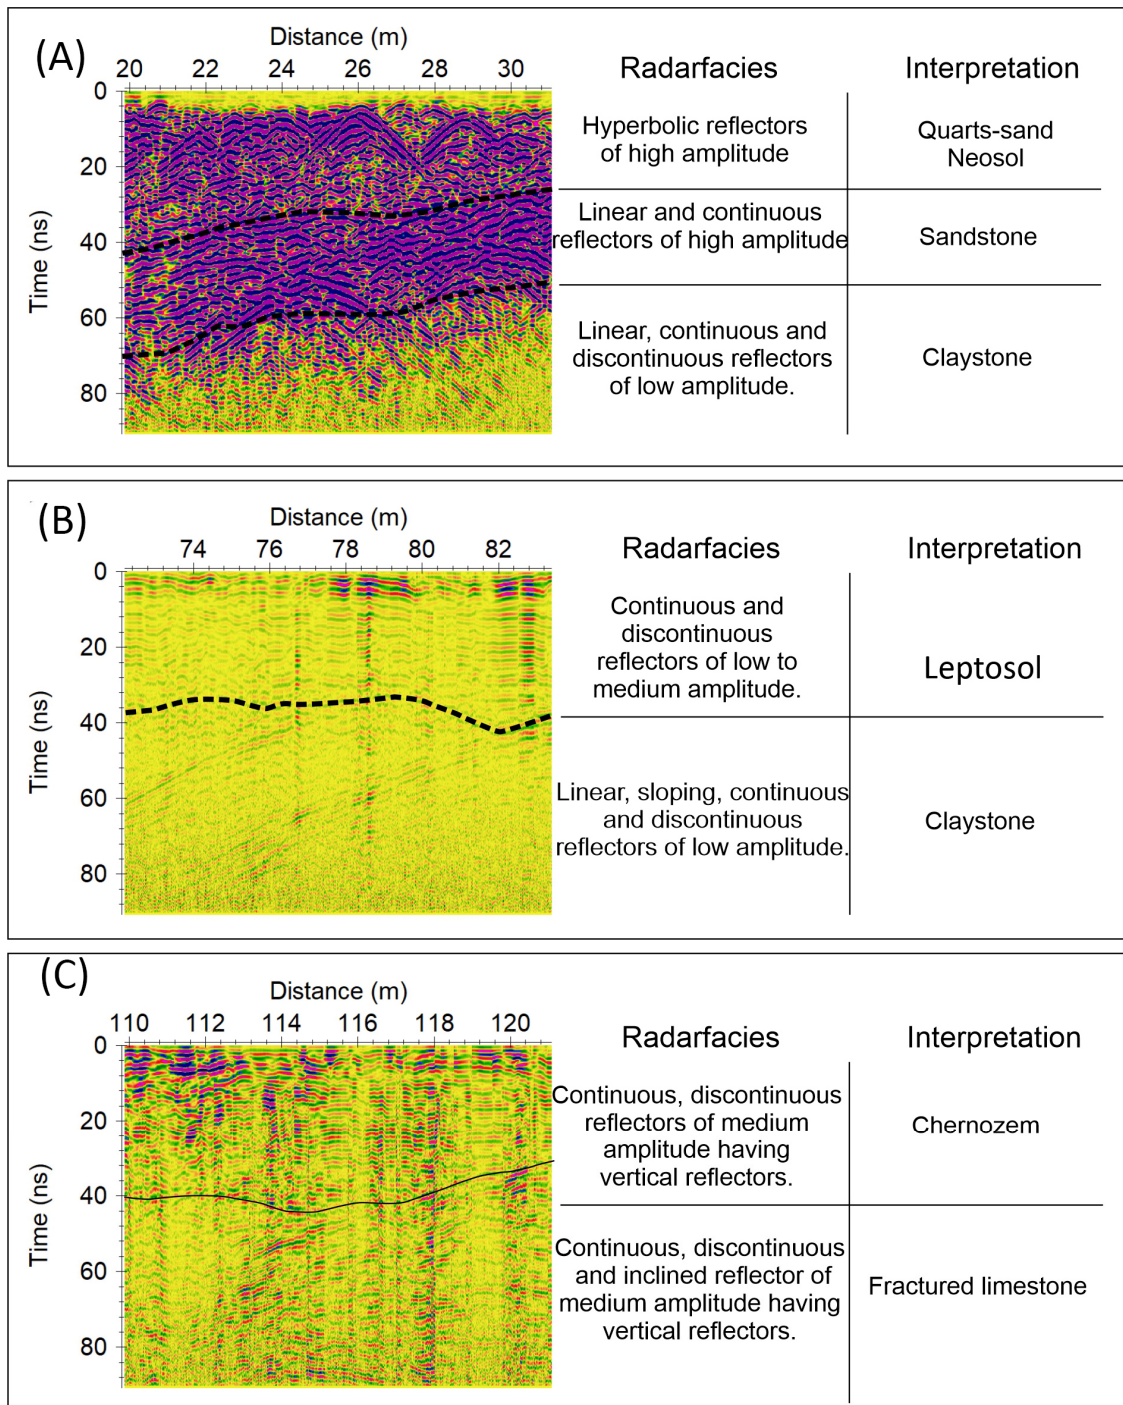 (A)
Distance (m)
20 22 24 26 28 30
Radarfacies
Interpretation
Time (ns)
0
20
40
60
80
Hyperbolic reflectors
of high amplitude
Quarts-sand
Neosol
Linear and continuous
reflectors of high amplitude
Sandstone
Linear, continuous and
discontinuous reflectors
of low amplitude.
Claystone
(B)
Distance (m)
74 76 78 80 82
Radarfacies
Interpretation
Time (ns)
0
20
40
60
80
Continuous and
discontinuous
reflectors of low to
medium amplitude.
Leptosol
Linear, sloping, continuous
and discontinuous
reflectors of low amplitude.
Claystone
(C)
Distance (m)
110 112 114 116 118 120
Radarfacies
Interpretation
Time (ns)
0
20
40
60
80
Continuous, discontinuous
reflectors of medium
amplitude having
vertical reflectors.
Chernozem
Continuous, discontinuous
and inclined reflector of
medium amplitude having
vertical reflectors.
Fractured limestone